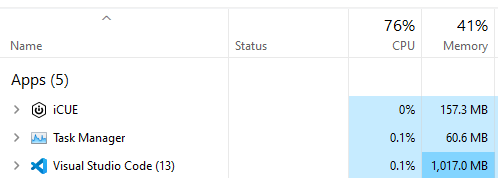 76% 41%
Name Status CPU Memory
Apps (5)
iCUE 0% 157.3 MB
Task Manager 0.1% 60.6 MB
Visual Studio Code (13) 0.1% 1,017.0 MB